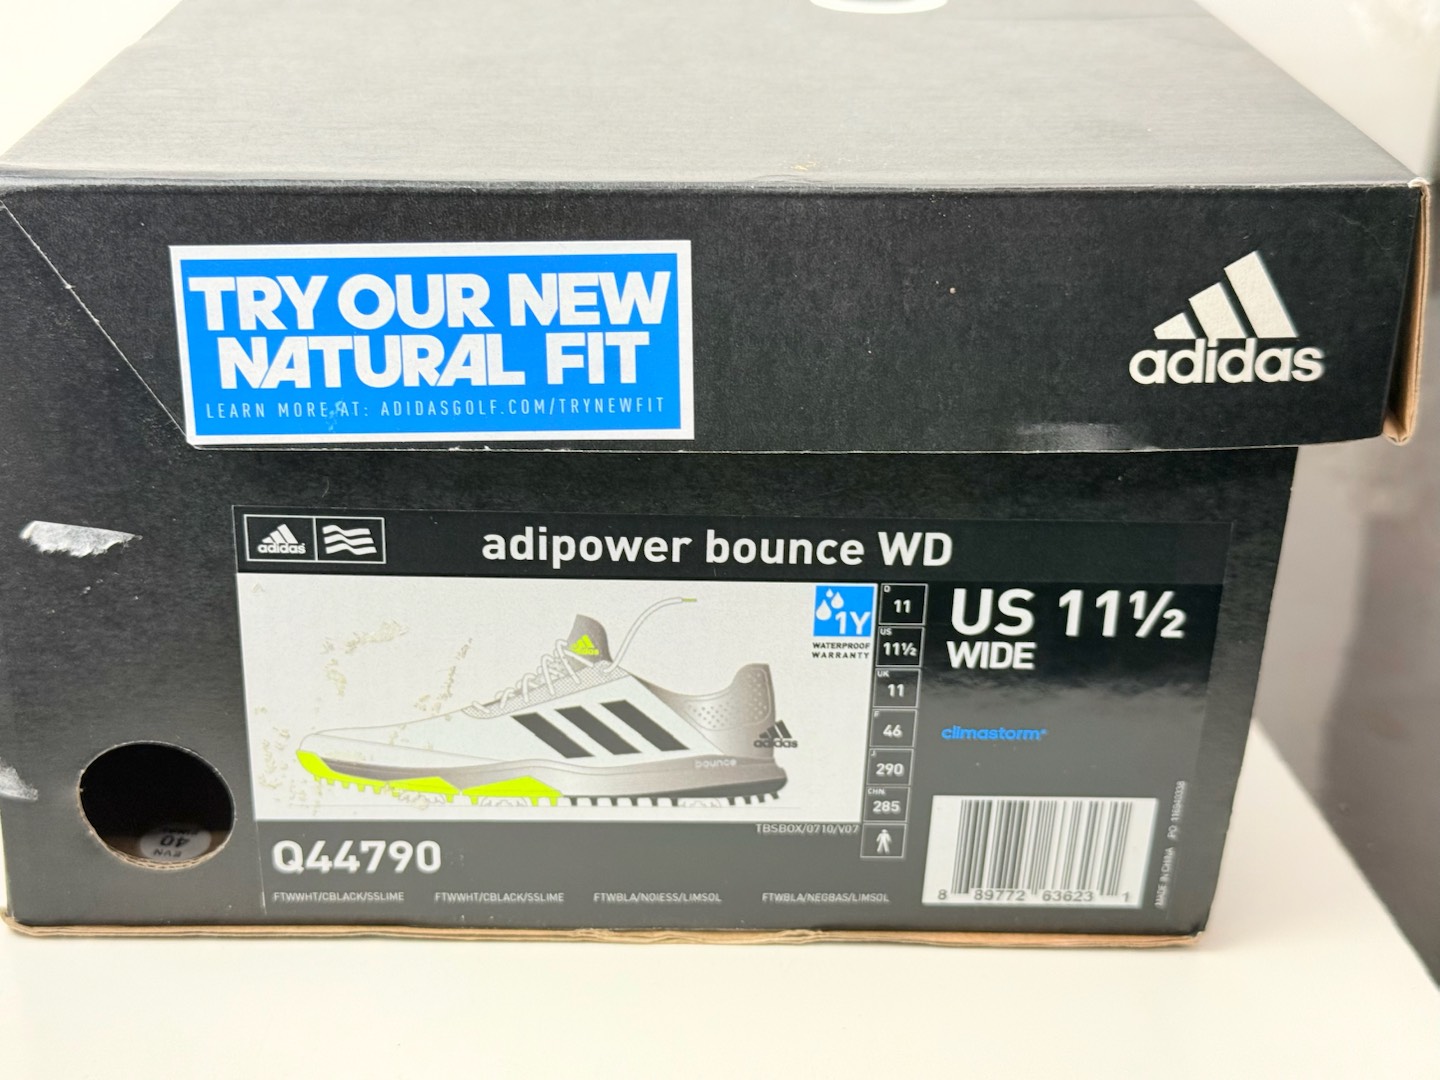 TRY OUR NEW
NATURAL FIT
LEARN MORE AT: ADIDASGOLF.COM/TRYNEWFIT
adidas
adidas
adipower bounce WD
1Y
WATERPROOF
WARRANTY
D
11
US
11½
UK
11
F
46
J
290
CHN
285
US 11½
WIDE
climastorm®
adidas
adidas
bounce
TBSBOX/0710/V07
Q44790
FTWWHT/CBLACK/SSLIME
FTWWHT/CBLACK/SSLIME
FTWBLA/NOIESS/LIMSOL
FTWBLA/NEGBAS/LIMSOL
8 89772 63623 1
MADE IN CHINA
40